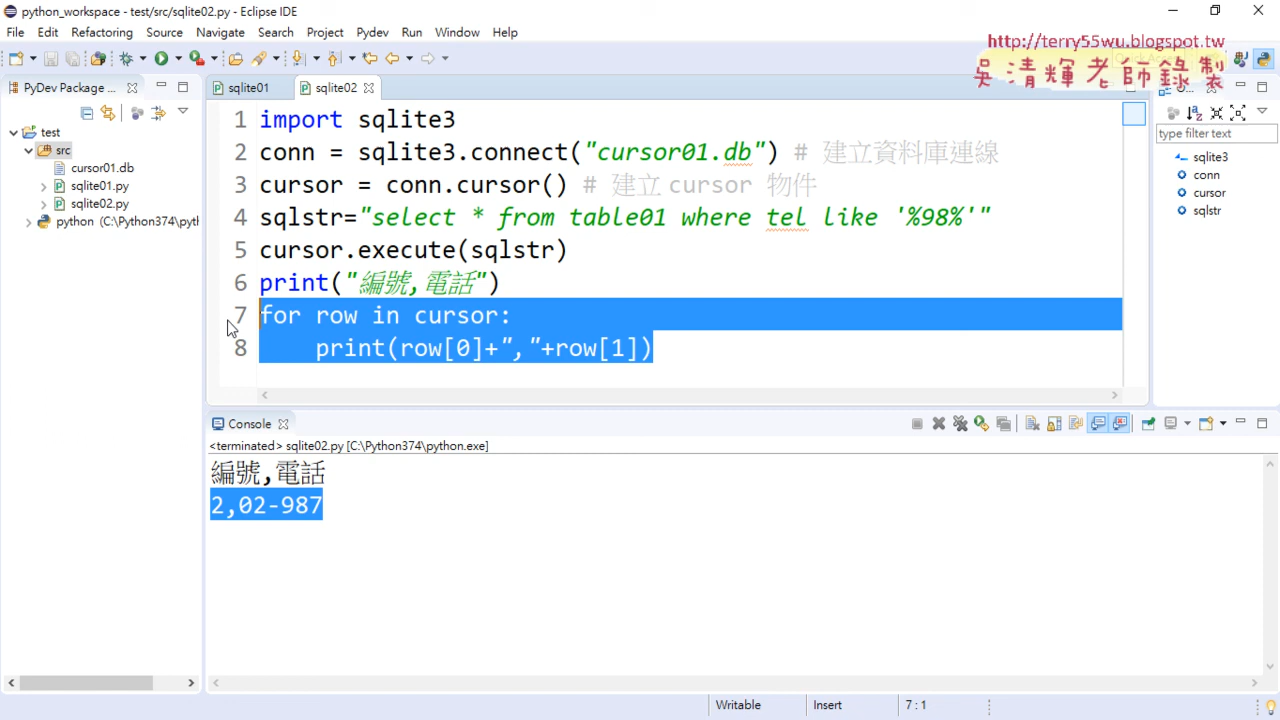 python_workspace - test/src/sqlite02.py - Eclipse IDE
File Edit Refactoring Source Navigate Search Project Pydev Run Window Help
http://terry55wu.blogspot.tw
吳清輝老師錄製
PyDev Package ...
sqlite01
sqlite02
test
src
cursor01.db
sqlite01.py
sqlite02.py
python (C:\Python374\pyth
1 import sqlite3
2 conn = sqlite3.connect("cursor01.db") # 建立資料庫連線
3 cursor = conn.cursor() # 建立 cursor 物件
4 sqlstr="select * from table01 where tel like '%98%'"
5 cursor.execute(sqlstr)
6 print("編號,電話")
7 for row in cursor:
8     print(row[0]+","+row[1])
type filter text
sqlite3
conn
cursor
sqlstr
Console
<terminated> sqlite02.py [C:\Python374\python.exe]
編號,電話
2,02-987
Writable Insert 7 : 1